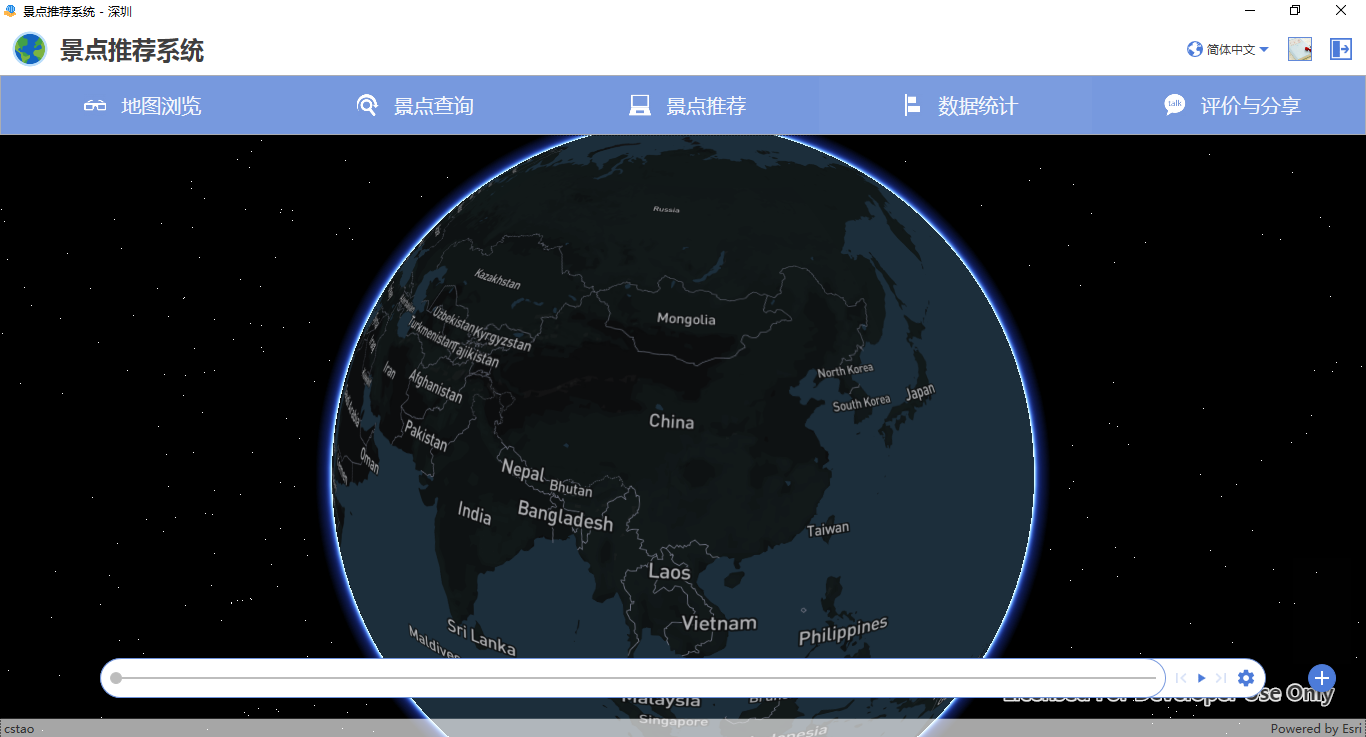 景点推荐系统 - 深圳
景点推荐系统
简体中文
地图浏览
景点查询
景点推荐
数据统计
talk
评价与分享
Russia
Kazakhstan
Mongolia
Uzbekistan
Kyrgyzstan
Turkmenistan
Tajikistan
Iran
Afghanistan
North Korea
South Korea
Japan
China
Pakistan
Oman
Nepal
Bhutan
India
Bangladesh
Taiwan
Laos
Vietnam
Philippines
Sri Lanka
Maldives
Malaysia
Singapore
Licensed For Developer Use Only
cstao
Powered by Esri